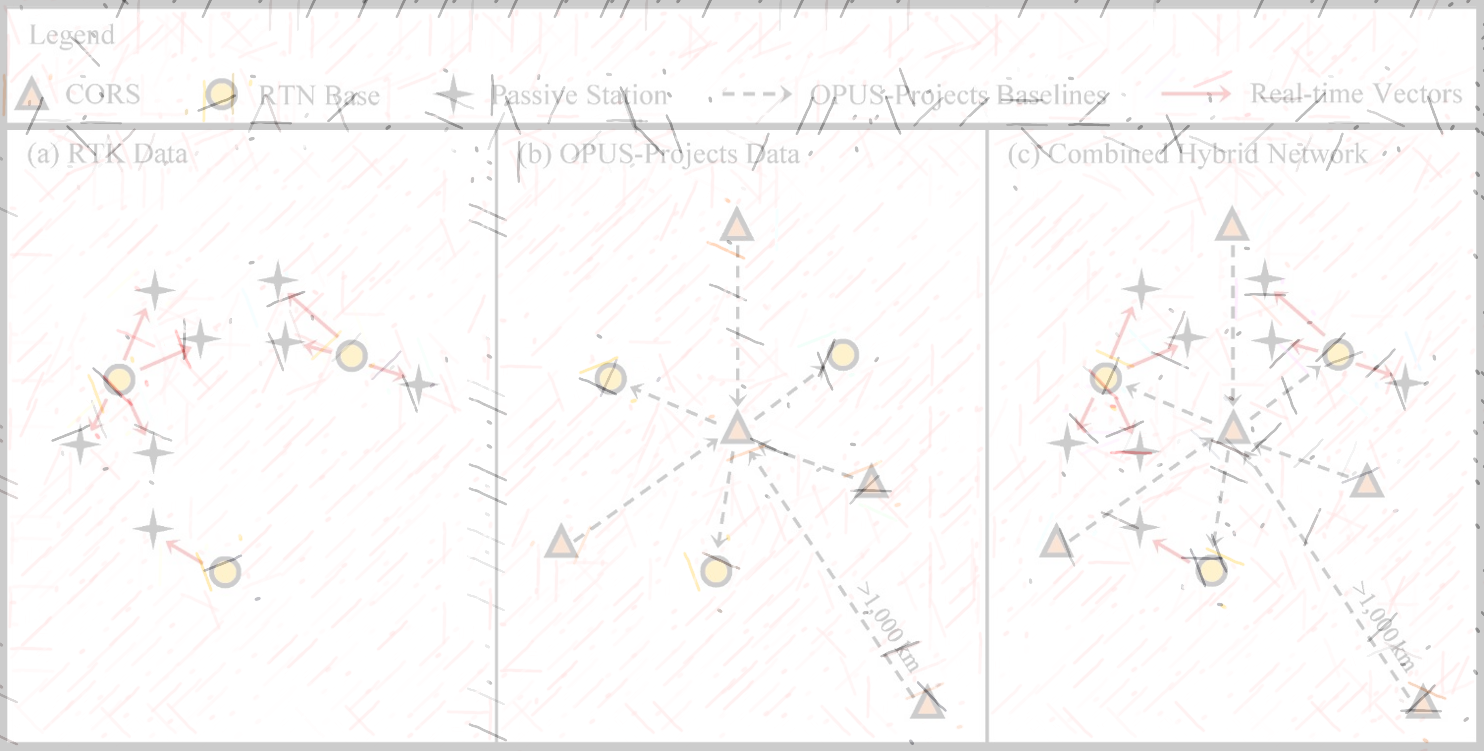 Legend
CORS RTN Base Passive Station OPUS-Projects Baselines Real-time Vectors
(a) RTK Data
(b) OPUS-Projects Data
(c) Combined Hybrid Network
>1,000 km
>1,000 km